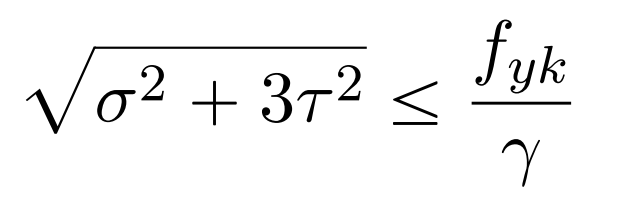 √(σ² + 3τ²) ≤ f_yk / γ